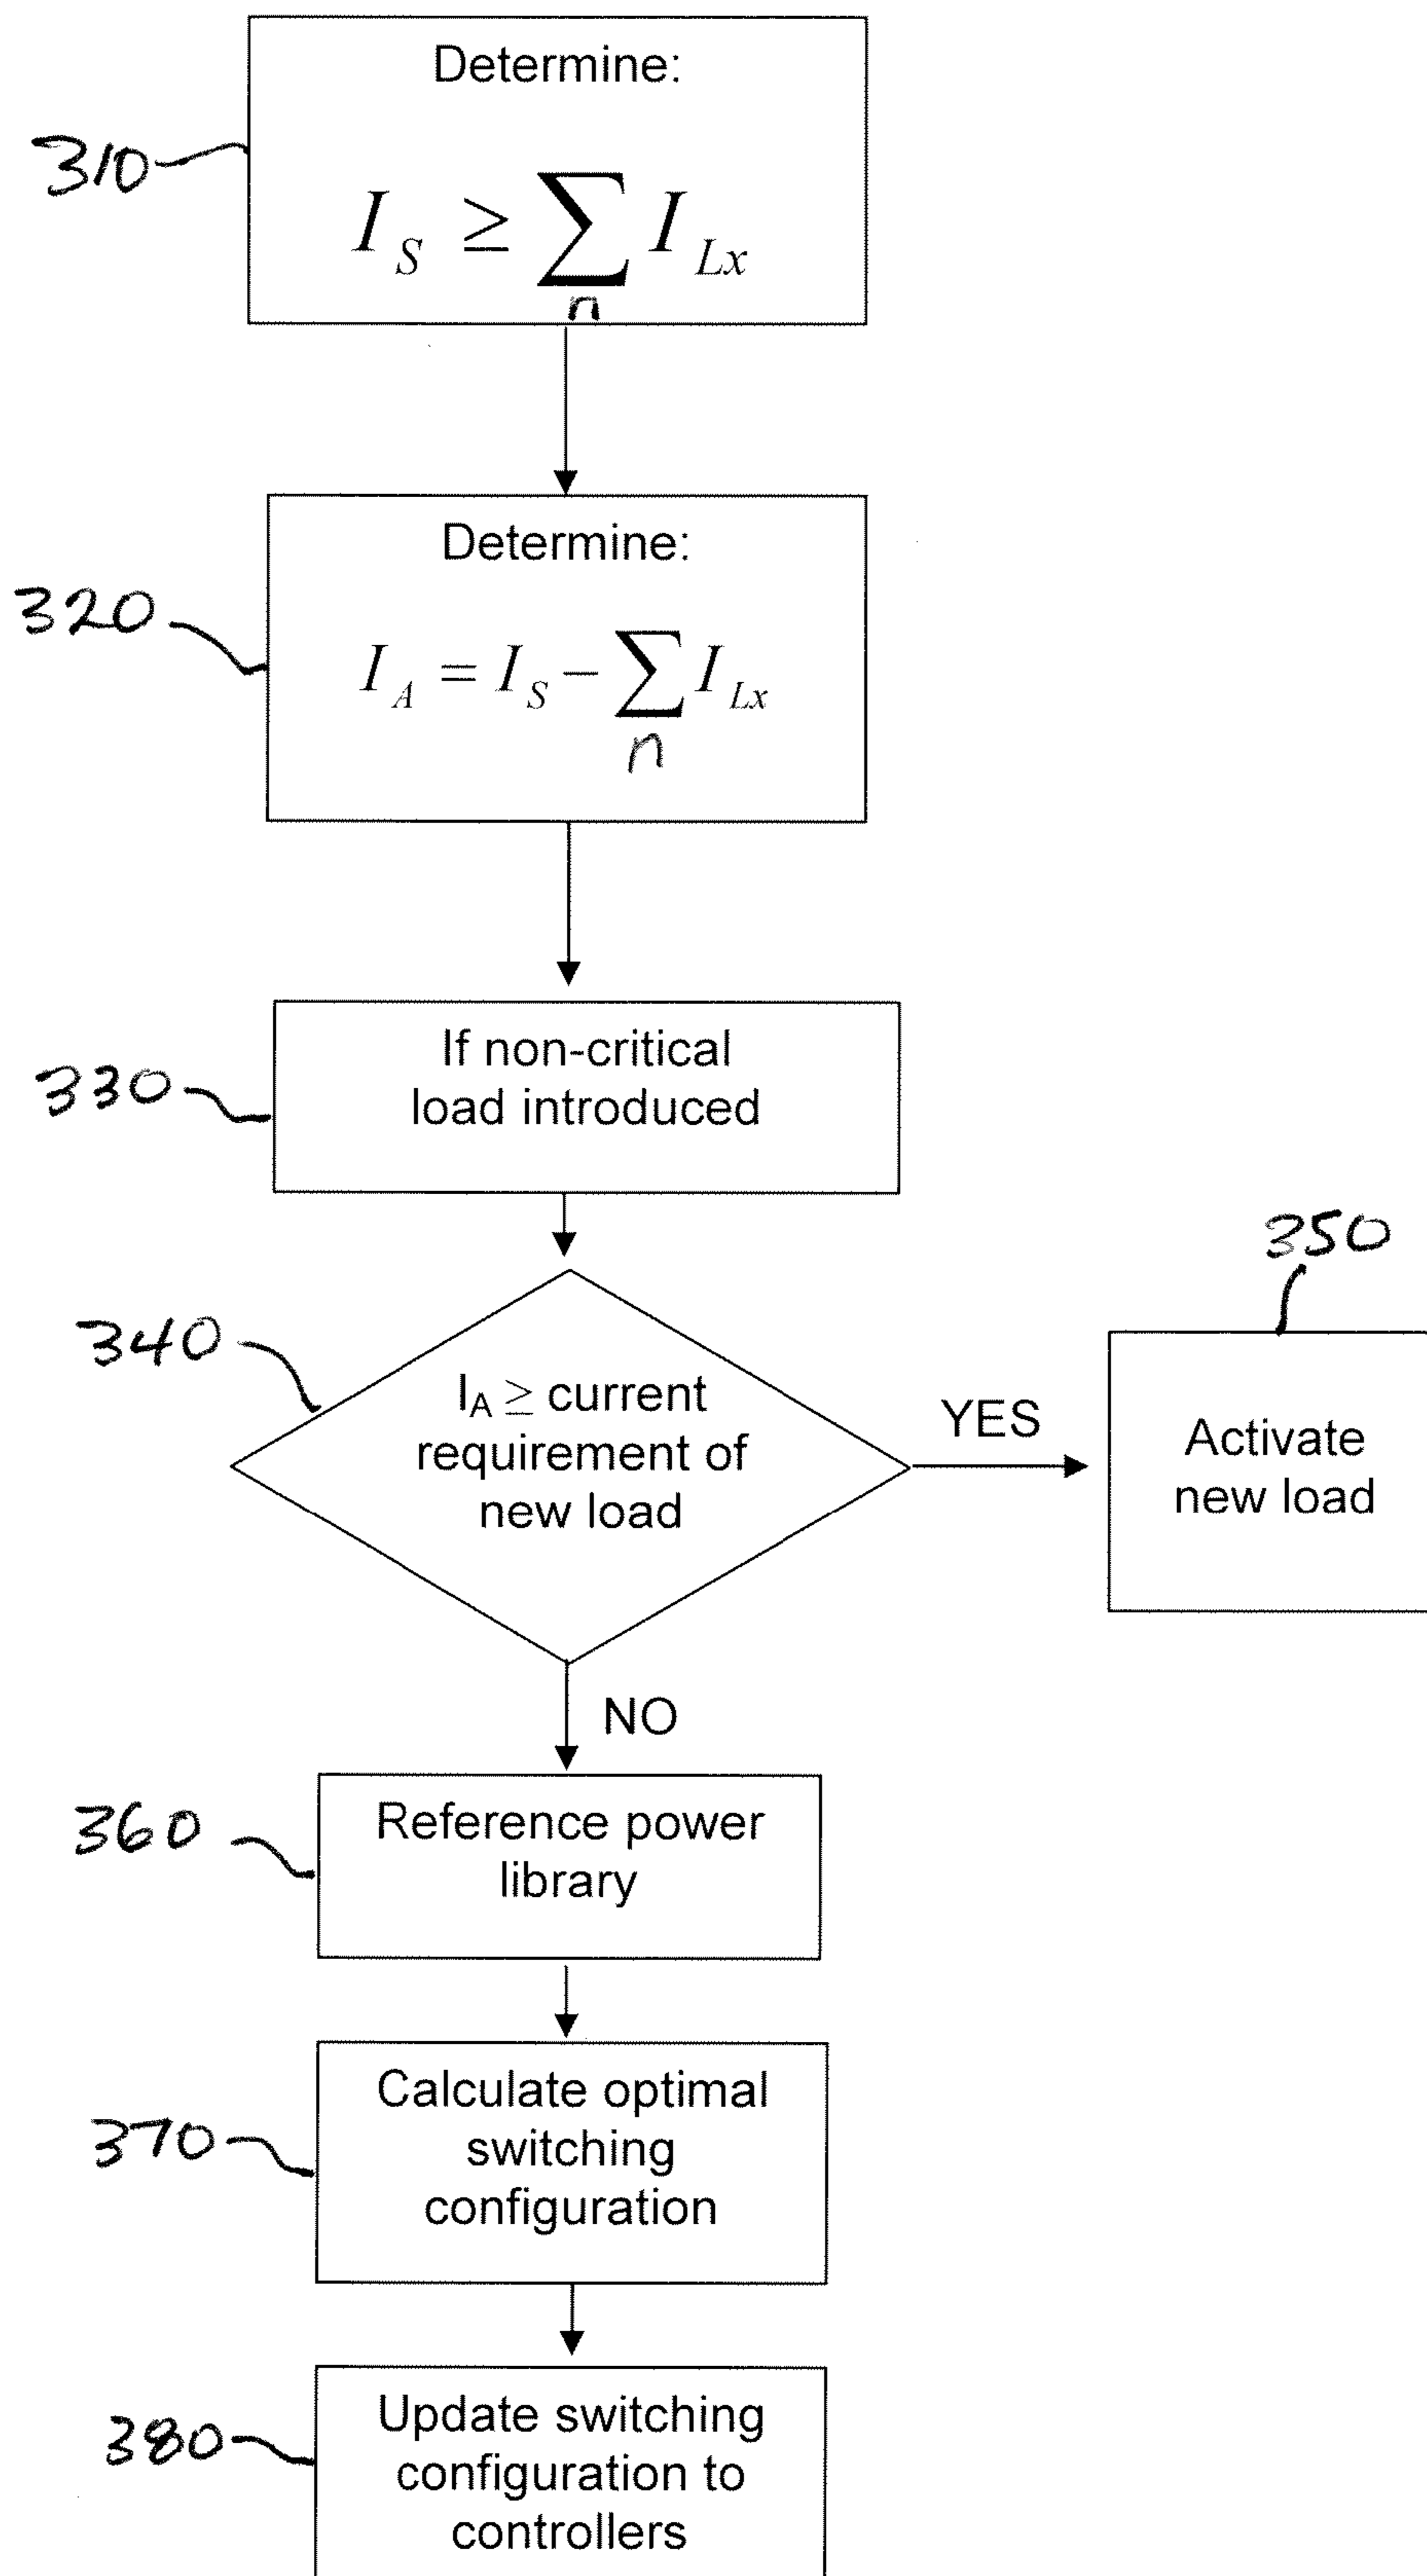 Determine:
310
I_S ≥ ∑_n I_Lx
Determine:
320
I_A = I_S − ∑_n I_Lx
If non-critical
load introduced
330
350
340
I_A ≥ current
requirement of
new load
YES
Activate
new load
NO
360
Reference power
library
Calculate optimal
370
switching
configuration
Update switching
380
configuration to
controllers